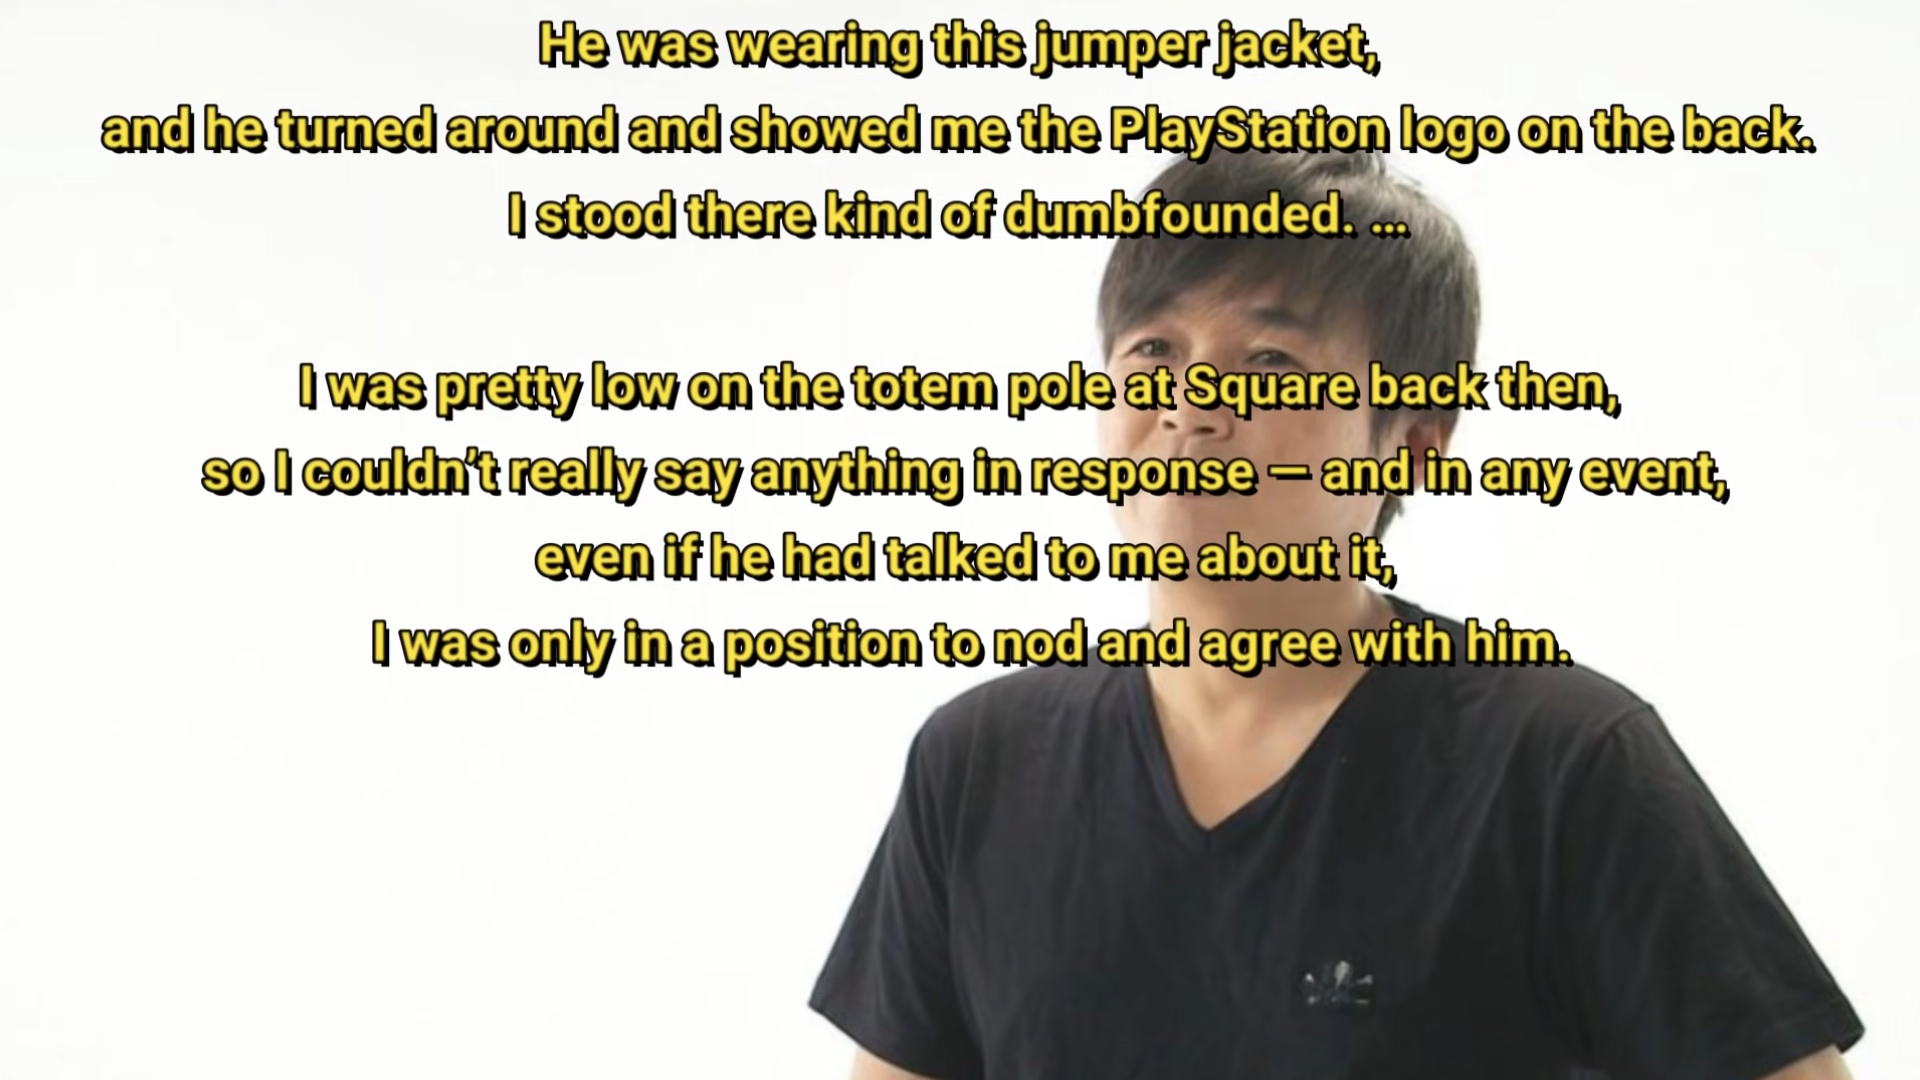 He was wearing this jumper jacket,
and he turned around and showed me the PlayStation logo on the back.
I stood there kind of dumbfounded. ...
I was pretty low on the totem pole at Square back then,
so I couldn’t really say anything in response — and in any event,
even if he had talked to me about it,
I was only in a position to nod and agree with him.